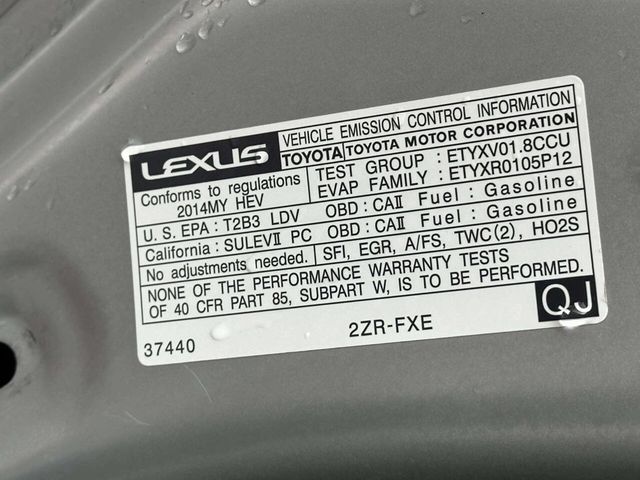 LEXUS
VEHICLE EMISSION CONTROL INFORMATION
TOYOTA TOYOTA MOTOR CORPORATION
Conforms to regulations
2014MY HEV
TEST GROUP : ETYXV01.8CCU
EVAP FAMILY : ETYXR0105P12
U.S.EPA : T2B3 LDV OBD : CAII Fuel : Gasoline
California : SULEVII PC OBD : CAII Fuel : Gasoline
No adjustments needed. SFI, EGR, A/FS, TWC(2), HO2S
NONE OF THE PERFORMANCE WARRANTY TESTS
OF 40 CFR PART 85, SUBPART W, IS TO BE PERFORMED.
QJ
37440 2ZR-FXE